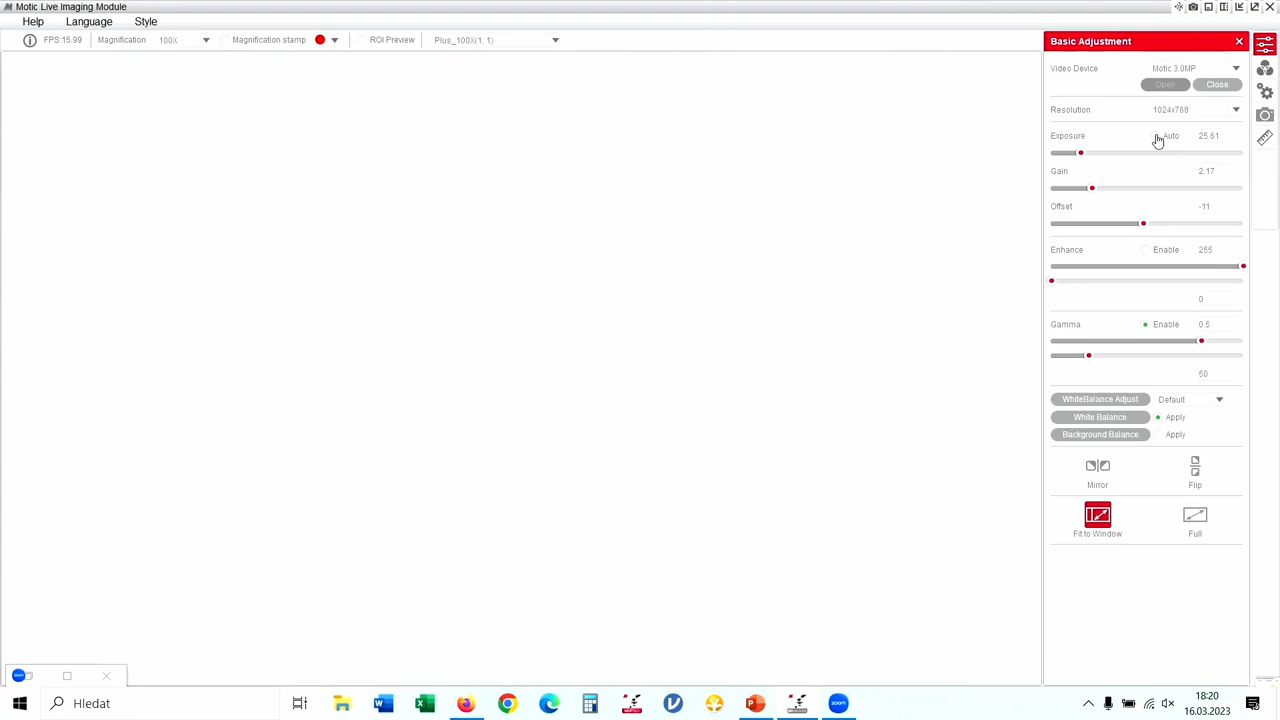 Motic Live Imaging Module
Help Language Style
FPS:15.99 Magnification 100X Magnification stamp ROI Preview Plus_100X(1, 1)
Basic Adjustment
Video Device Motic 3.0MP
Open Close
Resolution 1024x768
Exposure Auto 25.61
Gain 2.17
Offset -11
Enhance Enable 255
0
Gamma Enable 0.5
50
WhiteBalance Adjust Default
White Balance Apply
Background Balance Apply
Mirror Flip
Fit to Window Full
zoom
Hledat
zoom
18:20
16.03.2023